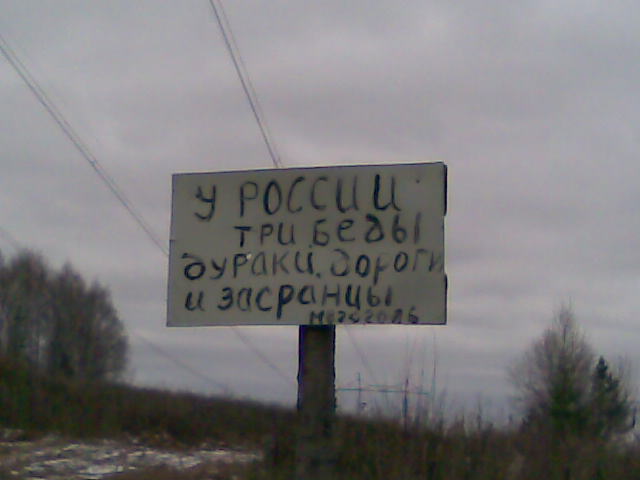 У РОССИИ
ТРИ БЕДЫ
ДУРАКИ, ДОРОГИ
И ЗАСРАНЦЫ